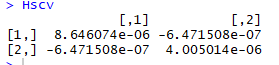 > Hscv
[,1] [,2]
[1,] 8.646074e-06 -6.471508e-07
[2,] -6.471508e-07 4.005014e-06
>